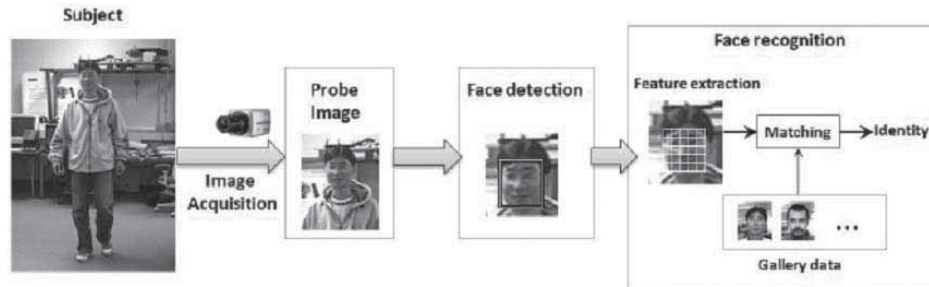 Subject
Image
Acquisition
Probe
Image
Face detection
Face recognition
Feature extraction
Matching
Identity
...
Gallery data